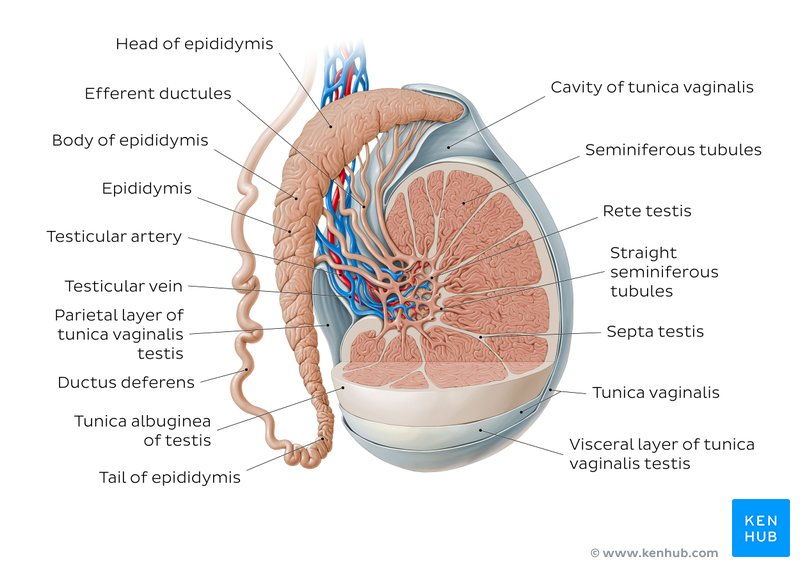 Head of epididymis
Efferent ductules
Body of epididymis
Epididymis
Testicular artery
Testicular vein
Parietal layer of
tunica vaginalis
testis
Ductus deferens
Tunica albuginea
of testis
Tail of epididymis
Cavity of tunica vaginalis
Seminiferous tubules
Rete testis
Straight
seminiferous
tubules
Septa testis
Tunica vaginalis
Visceral layer of tunica
vaginalis testis
KEN
HUB
© www.kenhub.com